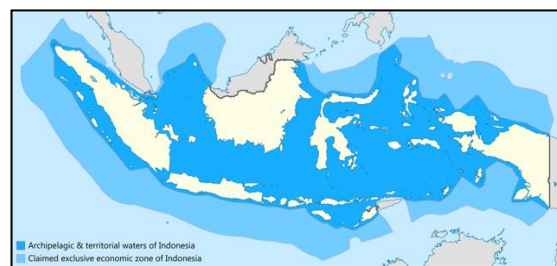 Archipelagic & territorial waters of Indonesia
Claimed exclusive economic zone of Indonesia